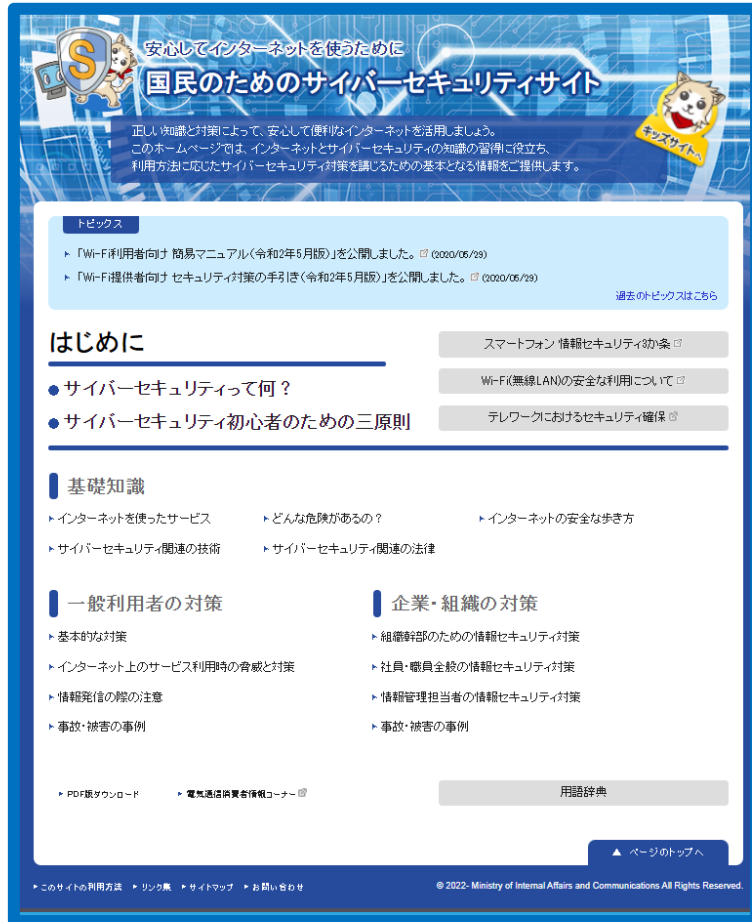 安心してインターネットを使うために
国民のためのサイバーセキュリティサイト
キッズサイトへ
正しい知識と対策によって、安心して便利なインターネットを活用しましょう。
このホームページでは、インターネットとサイバーセキュリティの知識の習得に役立ち、
利用方法に応じたサイバーセキュリティ対策を講じるための基本となる情報をご提供します。
トピックス
「Wi-Fi利用者向け 簡易マニュアル(令和2年5月版)」を公開しました。 (2020/05/29)
「Wi-Fi提供者向け セキュリティ対策の手引き(令和2年5月版)」を公開しました。 (2020/05/29)
過去のトピックスはこちら
はじめに
サイバーセキュリティって何？
サイバーセキュリティ初心者のための三原則
スマートフォン 情報セキュリティ3か条
Wi-Fi(無線LAN)の安全な利用について
テレワークにおけるセキュリティ確保
基礎知識
インターネットを使ったサービス どんな危険があるの？ インターネットの安全な歩き方
サイバーセキュリティ関連の技術 サイバーセキュリティ関連の法律
一般利用者の対策
基本的な対策
インターネット上のサービス利用時の脅威と対策
情報発信の際の注意
事故・被害の事例
企業・組織の対策
組織幹部のための情報セキュリティ対策
社員・職員全般の情報セキュリティ対策
情報管理担当者の情報セキュリティ対策
事故・被害の事例
PDF版ダウンロード 電気通信消費者情報コーナー
用語辞典
▲ ページのトップへ
このサイトの利用方法 リンク集 サイトマップ お問い合わせ
© 2022- Ministry of Internal Affairs and Communications All Rights Reserved.